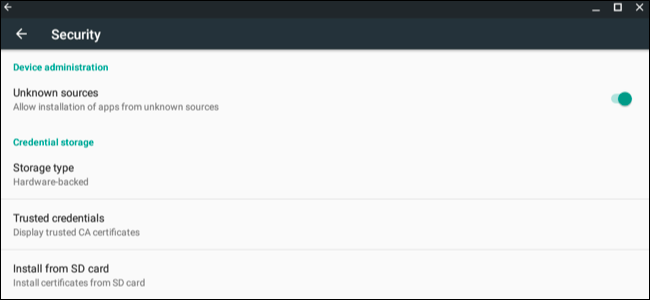 Security
Device administration
Unknown sources
Allow installation of apps from unknown sources
Credential storage
Storage type
Hardware-backed
Trusted credentials
Display trusted CA certificates
Install from SD card
Install certificates from SD card